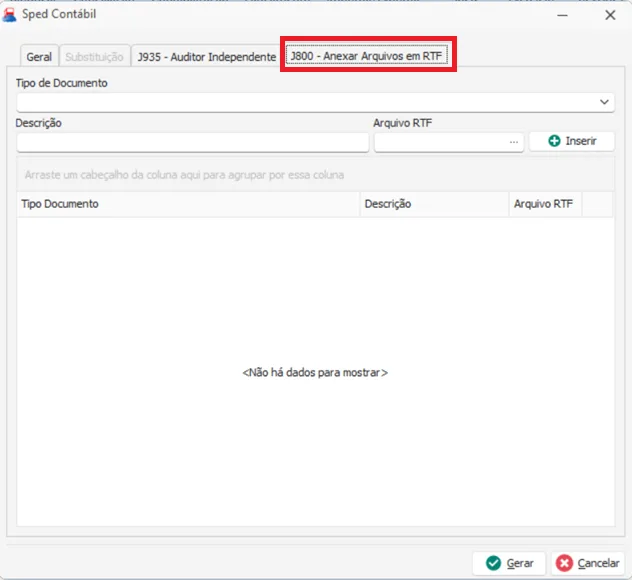 Sped Contábil
Geral
Substituição
J935 - Auditor Independente
J800 - Anexar Arquivos em RTF
Tipo de Documento
Descrição
Arquivo RTF
...
Inserir
Arraste um cabeçalho da coluna aqui para agrupar por essa coluna
Tipo Documento
Descrição
Arquivo RTF
<Não há dados para mostrar>
Gerar
Cancelar